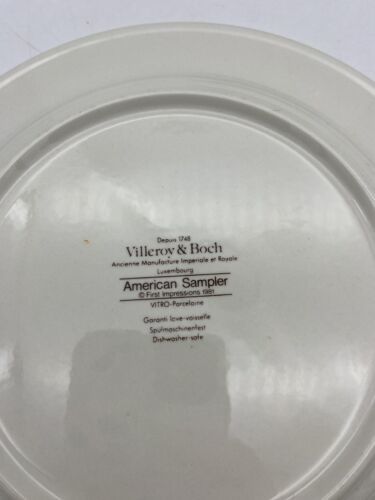 Depuis 1748
Villeroy & Boch
Ancienne Manufacture Imperiale et Royale
Luxembourg
American Sampler
© First Impressions 1981
VITRO-Porcelaine
Garanti lave-vaisselle
Spülmaschinenfest
Dishwasher-safe